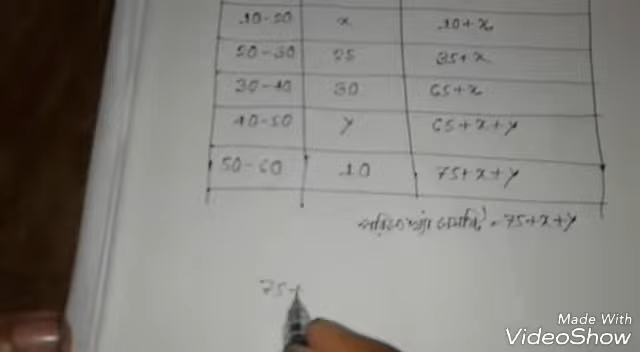 10-20 x 10+x
20-30 25 35+x
30-40 30 65+x
40-50 y 65+x+y
50-60 10 75+x+y
= 75+x+y
75+
Made With
VideoShow